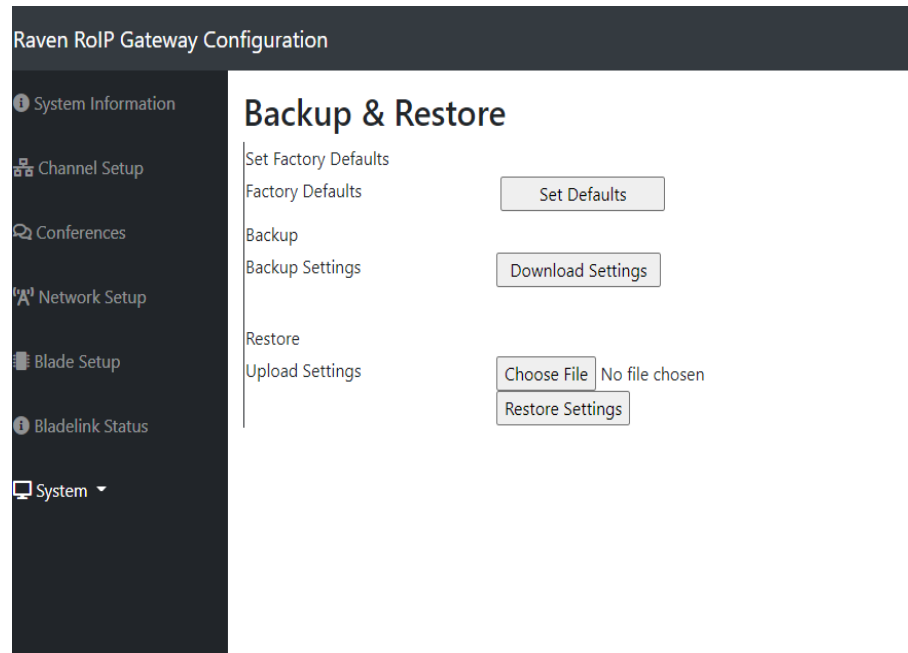 Raven RoIP Gateway Configuration
System Information
Channel Setup
Conferences
Network Setup
Blade Setup
Bladelink Status
System
Backup & Restore
Set Factory Defaults
Factory Defaults Set Defaults
Backup
Backup Settings Download Settings
Restore
Upload Settings Choose File No file chosen
Restore Settings